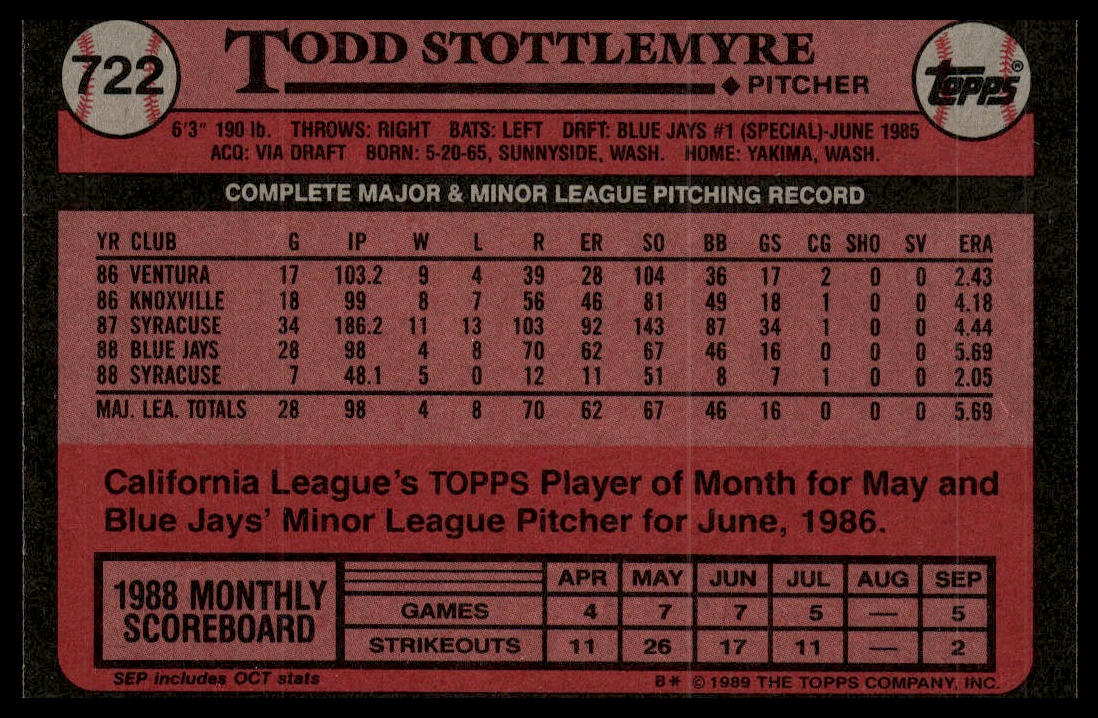 722
TODD STOTTLEMYRE
◆ PITCHER
TOPPS®
6'3" 190 lb. THROWS: RIGHT BATS: LEFT DRFT: BLUE JAYS #1 (SPECIAL)-JUNE 1985
ACQ: VIA DRAFT BORN: 5-20-65, SUNNYSIDE, WASH. HOME: YAKIMA, WASH.
COMPLETE MAJOR & MINOR LEAGUE PITCHING RECORD
YR CLUB G IP W L R ER SO BB GS CG SHO SV ERA
86 VENTURA 17 103.2 9 4 39 28 104 36 17 2 0 0 2.43
86 KNOXVILLE 18 99 8 7 56 46 81 49 18 1 0 0 4.18
87 SYRACUSE 34 186.2 11 13 103 92 143 87 34 1 0 0 4.44
88 BLUE JAYS 28 98 4 8 70 62 67 46 16 0 0 0 5.69
88 SYRACUSE 7 48.1 5 0 12 11 51 8 7 1 0 0 2.05
MAJ. LEA. TOTALS 28 98 4 8 70 62 67 46 16 0 0 0 5.69
California League's TOPPS Player of Month for May and
Blue Jays' Minor League Pitcher for June, 1986.
1988 MONTHLY
SCOREBOARD
APR MAY JUN JUL AUG SEP
GAMES 4 7 7 5 — 5
STRIKEOUTS 11 26 17 11 — 2
SEP includes OCT stats
B* © 1989 THE TOPPS COMPANY, INC.